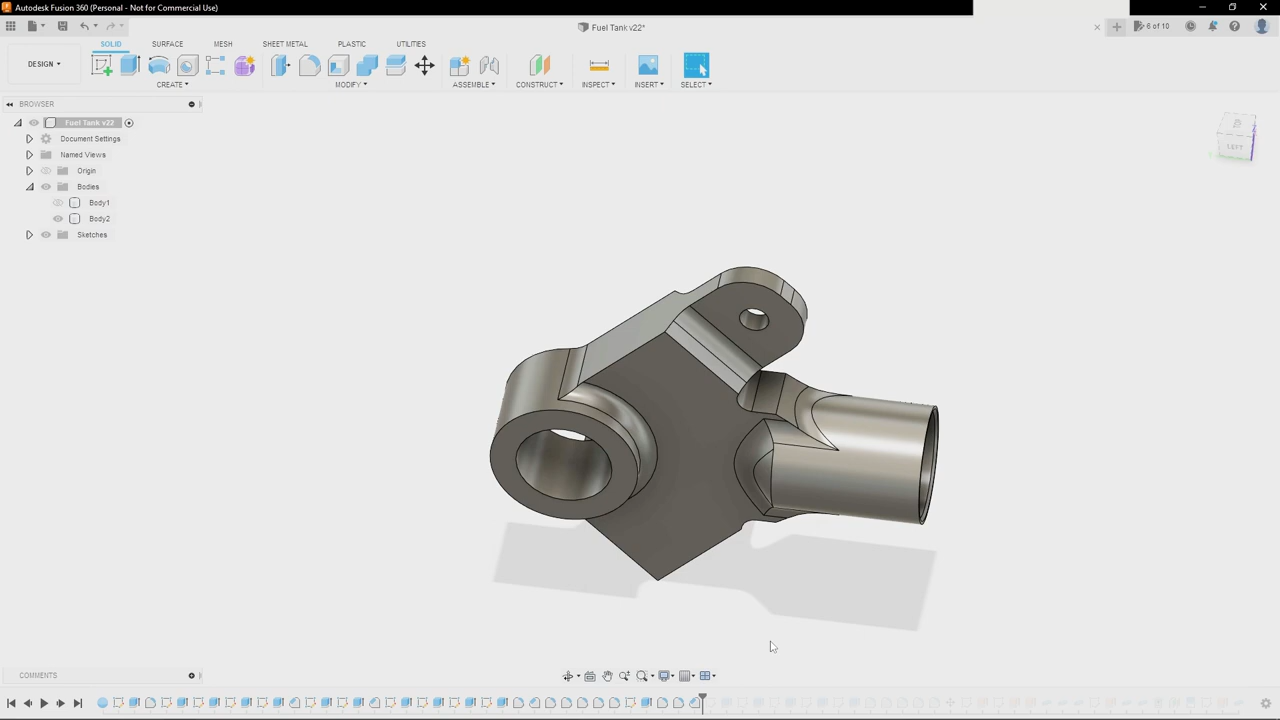 Autodesk Fusion 360 (Personal - Not for Commercial Use)
Fuel Tank v22*
6 of 10
SOLID SURFACE MESH SHEET METAL PLASTIC UTILITIES
DESIGN
CREATE MODIFY ASSEMBLE CONSTRUCT INSPECT INSERT SELECT
BROWSER
Fuel Tank v22
Document Settings
Named Views
Origin
Bodies
Body1
Body2
Sketches
LEFT
COMMENTS